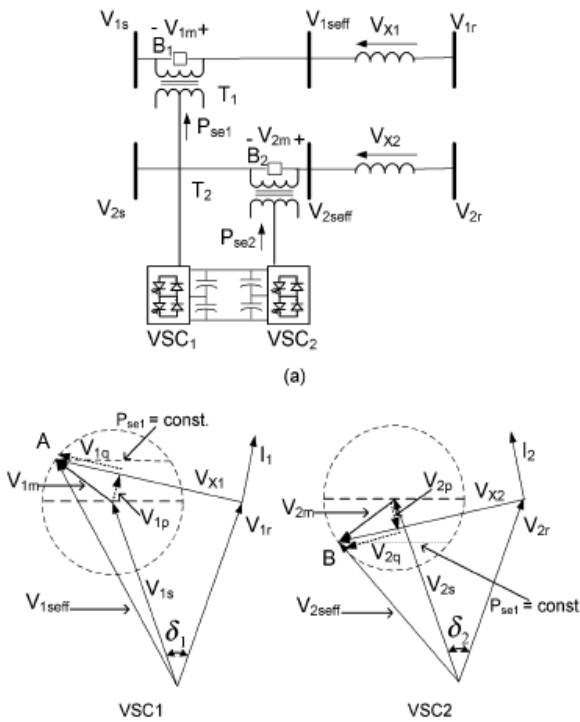 V1s - V1m + V1seff V1r
B1 VX1
T1
Pse1
- V2m + VX2
B2
T2
V2s V2seff V2r
Pse2
VSC1 VSC2
(a)
Pse1 = const.
A V1q I1
V1m VX1
V1p V1r
V1s
V1seff
δ1
VSC1
I2
V2p
V2m VX2
V2r
B V2q
V2s
Pse1 = const
V2seff
δ2
VSC2